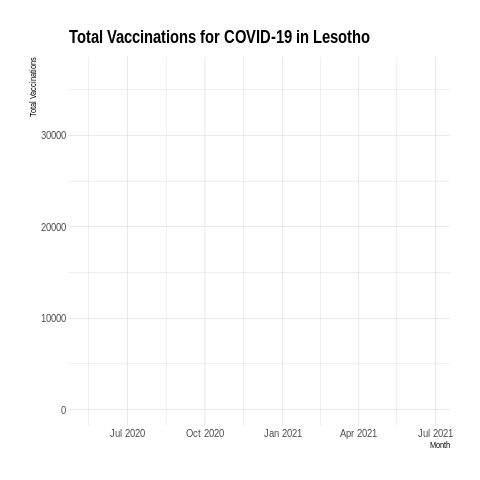 Total Vaccinations for COVID-19 in Lesotho
Total Vaccinations
30000
20000
10000
0
Jul 2020 Oct 2020 Jan 2021 Apr 2021 Jul 2021
Month